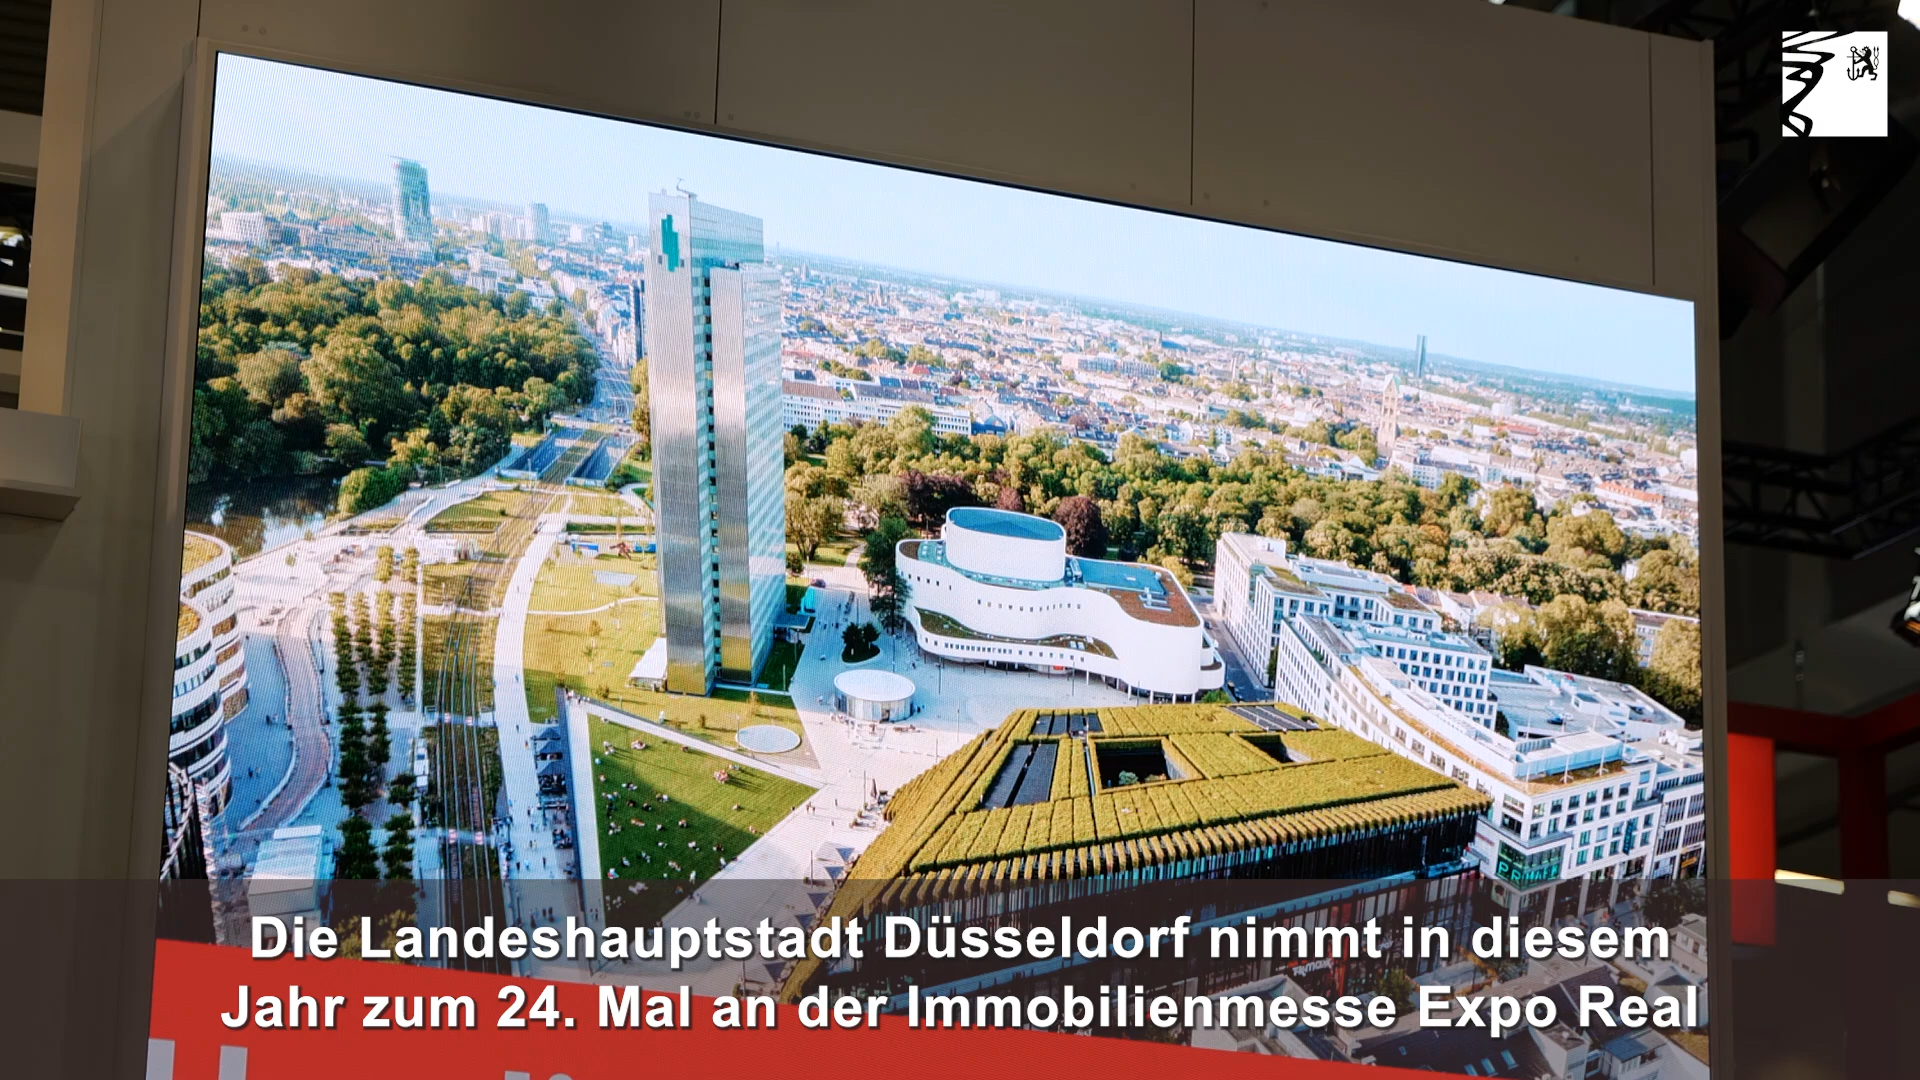 Die Landeshauptstadt Düsseldorf nimmt in diesem
Jahr zum 24. Mal an der Immobilienmesse Expo Real